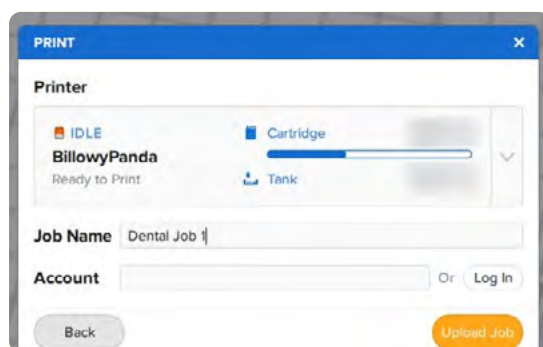 PRINT ×
Printer
IDLE Cartridge
BillowyPanda
Ready to Print Tank
Job Name Dental Job 1
Account Or Log In
Back Upload Job